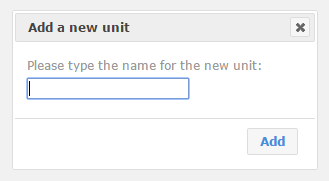 Add a new unit
Please type the name for the new unit:
Add